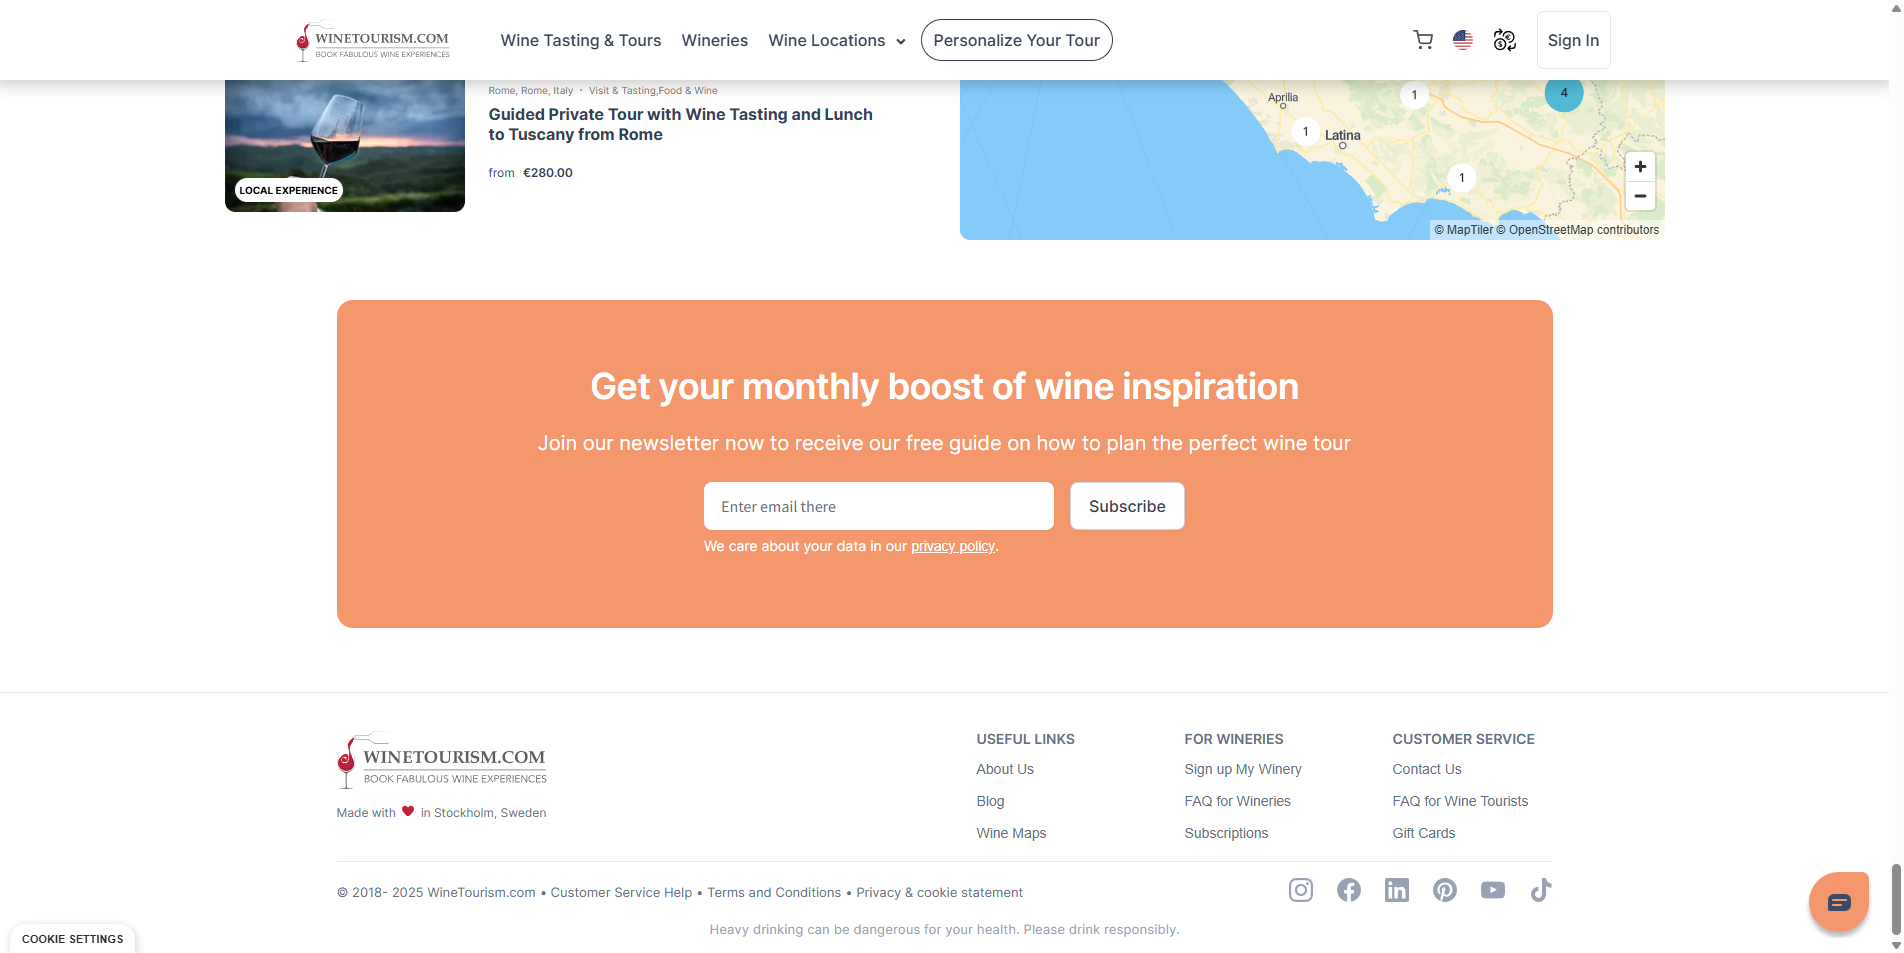 WINETOURISM.COM
BOOK FABULOUS WINE EXPERIENCES
Wine Tasting & Tours
Wineries
Wine Locations
Personalize Your Tour
Sign In
Rome, Rome, Italy · Visit & Tasting,Food & Wine
Guided Private Tour with Wine Tasting and Lunch
to Tuscany from Rome
from €280.00
LOCAL EXPERIENCE
Aprilia
1
4
1
Latina
1
+
−
© MapTiler © OpenStreetMap contributors
Get your monthly boost of wine inspiration
Join our newsletter now to receive our free guide on how to plan the perfect wine tour
Enter email there
Subscribe
We care about your data in our privacy policy.
WINETOURISM.COM
BOOK FABULOUS WINE EXPERIENCES
Made with ❤ in Stockholm, Sweden
USEFUL LINKS
About Us
Blog
Wine Maps
FOR WINERIES
Sign up My Winery
FAQ for Wineries
Subscriptions
CUSTOMER SERVICE
Contact Us
FAQ for Wine Tourists
Gift Cards
© 2018- 2025 WineTourism.com • Customer Service Help • Terms and Conditions • Privacy & cookie statement
Heavy drinking can be dangerous for your health. Please drink responsibly.
COOKIE SETTINGS